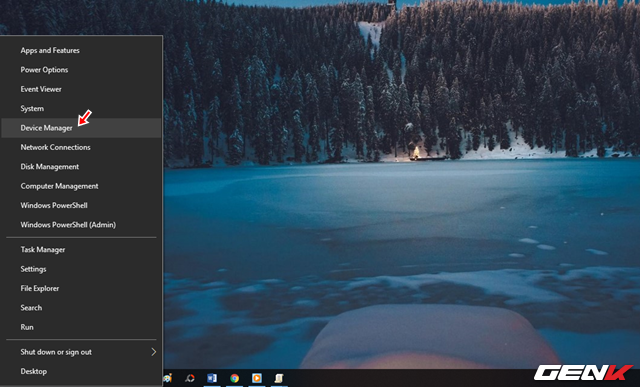 Apps and Features
Power Options
Event Viewer
System
Device Manager
Network Connections
Disk Management
Computer Management
Windows PowerShell
Windows PowerShell (Admin)
Task Manager
Settings
File Explorer
Search
Run
Shut down or sign out
Desktop
GENK